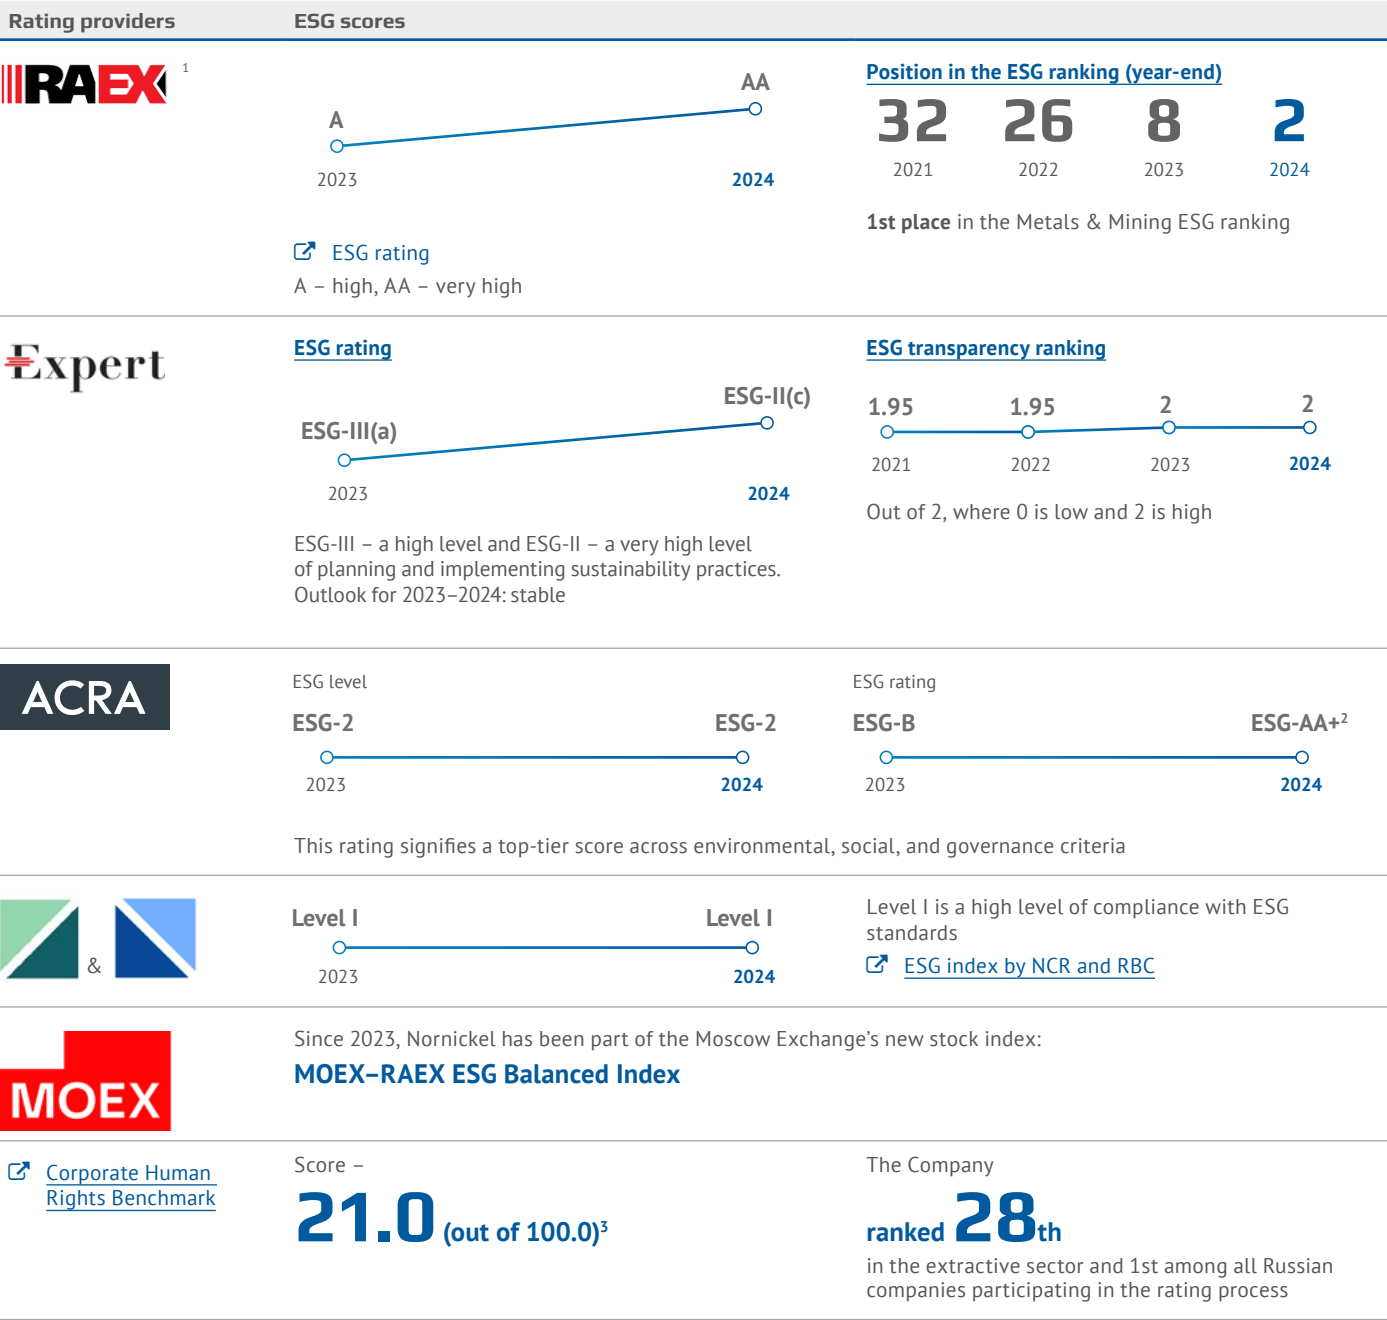 Rating providers
ESG scores
RAEX 1
A
AA
2023
2024
ESG rating
A – high, AA – very high
Position in the ESG ranking (year-end)
32 26 8 2
2021 2022 2023 2024
1st place in the Metals & Mining ESG ranking
Expert
ESG rating
ESG-III(a)
ESG-II(c)
2023
2024
ESG-III – a high level and ESG-II – a very high level
of planning and implementing sustainability practices.
Outlook for 2023–2024: stable
ESG transparency ranking
1.95 1.95 2 2
2021 2022 2023 2024
Out of 2, where 0 is low and 2 is high
ACRA
ESG level
ESG-2 ESG-2
2023 2024
ESG rating
ESG-B ESG-AA+2
2023 2024
This rating signifies a top-tier score across environmental, social, and governance criteria
&
Level I Level I
2023 2024
Level I is a high level of compliance with ESG
standards
ESG index by NCR and RBC
MOEX
Since 2023, Nornickel has been part of the Moscow Exchange’s new stock index:
MOEX–RAEX ESG Balanced Index
Corporate Human
Rights Benchmark
Score –
21.0 (out of 100.0)3
The Company
ranked 28th
in the extractive sector and 1st among all Russian
companies participating in the rating process